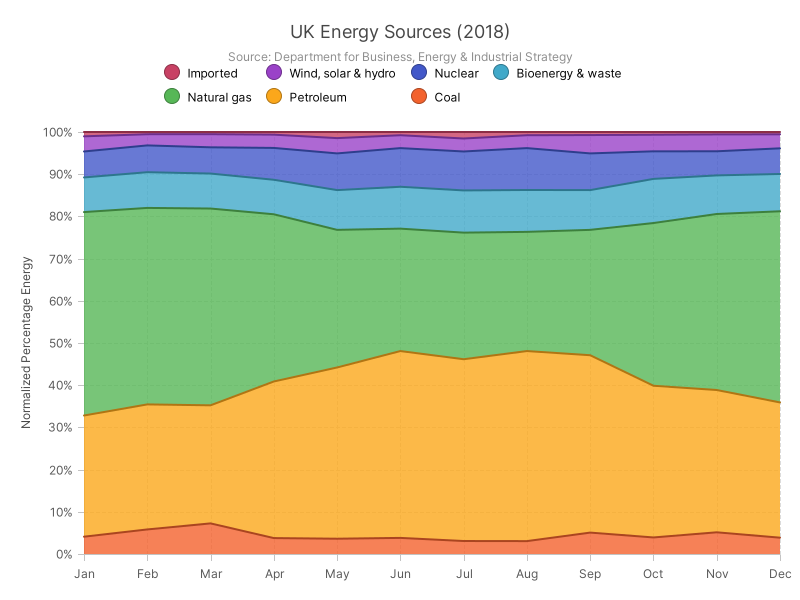 UK Energy Sources (2018)
Source: Department for Business, Energy & Industrial Strategy
Imported Wind, solar & hydro Nuclear Bioenergy & waste
Natural gas Petroleum Coal
Normalized Percentage Energy
100%
90%
80%
70%
60%
50%
40%
30%
20%
10%
0%
Jan Feb Mar Apr May Jun Jul Aug Sep Oct Nov Dec